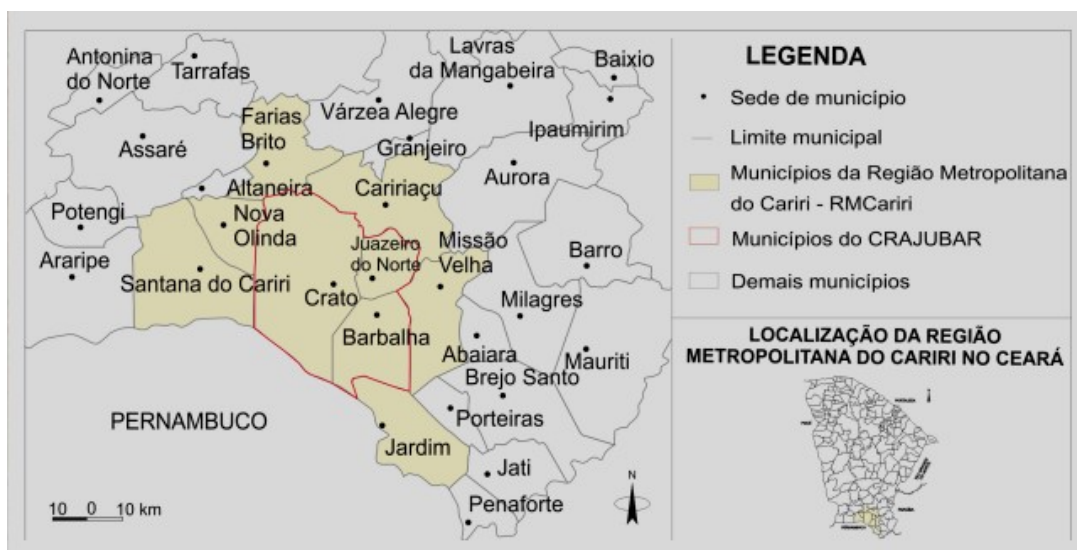 Antonina
do Norte
Tarrafas
Lavras
da Mangabeira
Baixio
Farias
Brito
Várzea Alegre
Ipaumirim
Granjeiro
Assaré
Aurora
Altaneira
Caririaçu
Potengi
Nova
Olinda
Juazeiro
do Norte
Missão
Velha
Barro
Araripe
Santana do Cariri
Crato
Milagres
Barbalha
Abaiara
Mauriti
Brejo Santo
PERNAMBUCO
Porteiras
Jardim
Jati
Penaforte
10 0 10 km
N
LEGENDA
Sede de município
Limite municipal
Municípios da Região Metropolitana
do Cariri - RMCariri
Municípios do CRAJUBAR
Demais municípios
LOCALIZAÇÃO DA REGIÃO
METROPOLITANA DO CARIRI NO CEARÁ